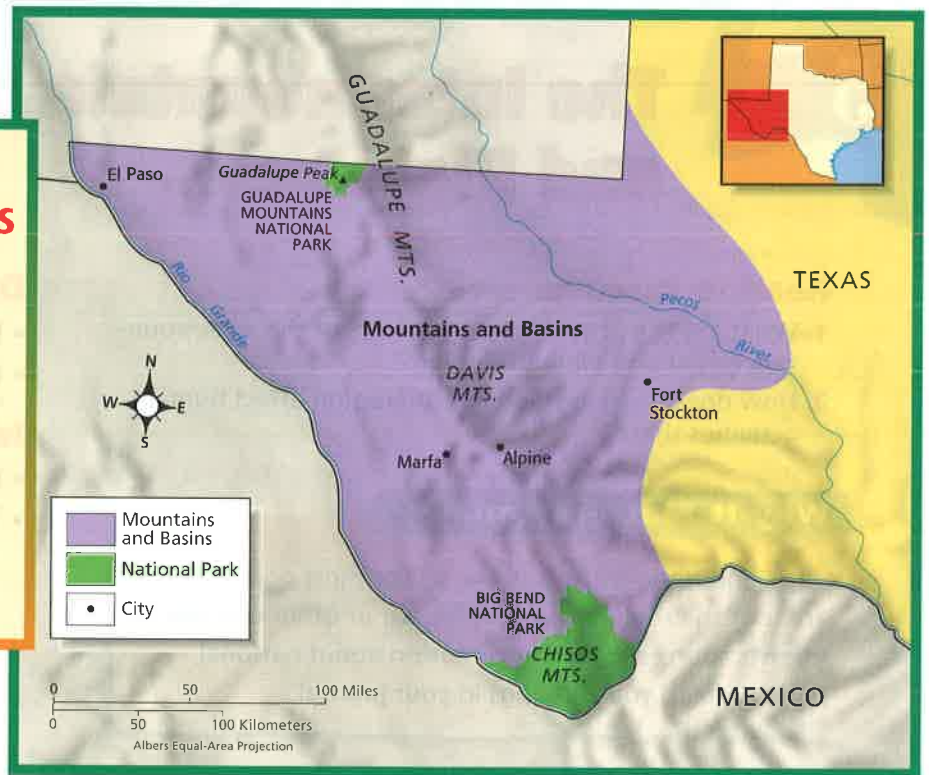 s
GUADALUPE MTS.
El Paso
Guadalupe Peak
GUADALUPE
MOUNTAINS
NATIONAL
PARK
TEXAS
Rio Grande
Pecos River
Mountains and Basins
DAVIS
MTS.
Fort
Stockton
N
W E
S
Marfa
Alpine
Mountains
and Basins
National Park
City
BIG BEND
NATIONAL
PARK
CHISOS
MTS.
MEXICO
0 50 100 Miles
0 50 100 Kilometers
Albers Equal-Area Projection